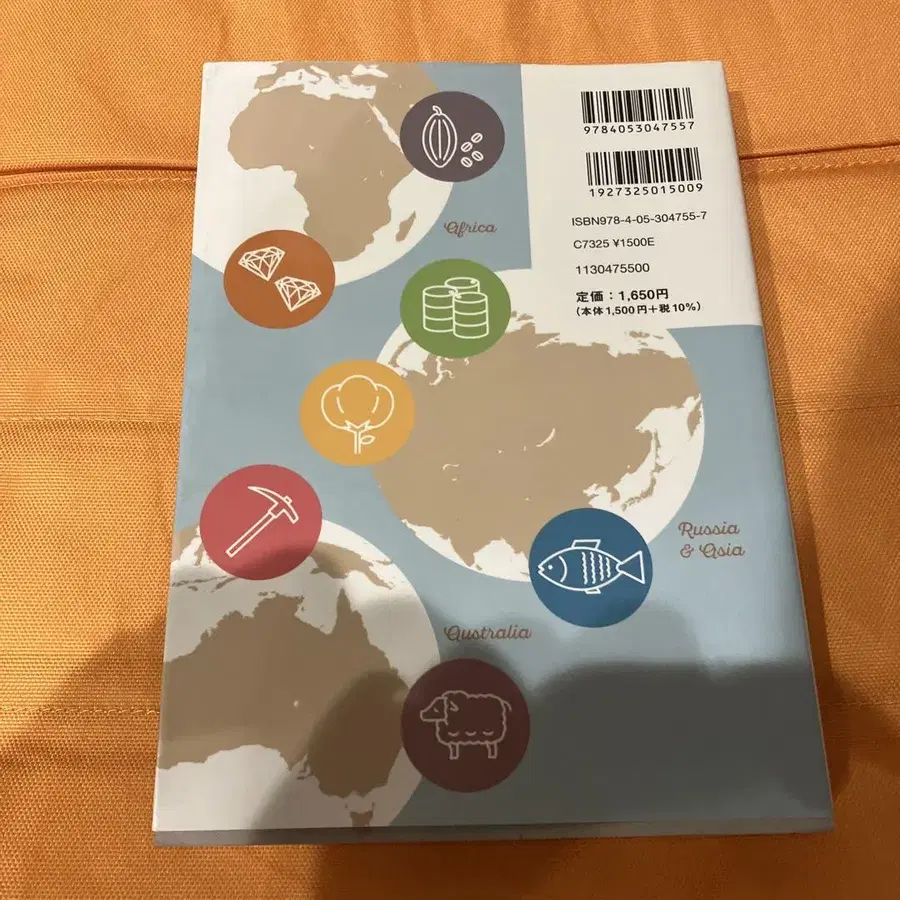 9784053047557
1927325015009
ISBN978-4-05-304755-7
C7325 ¥1500E
1130475500
定価：1,650円
（本体1,500円+税10%）
Africa
Russia
& Asia
Australia